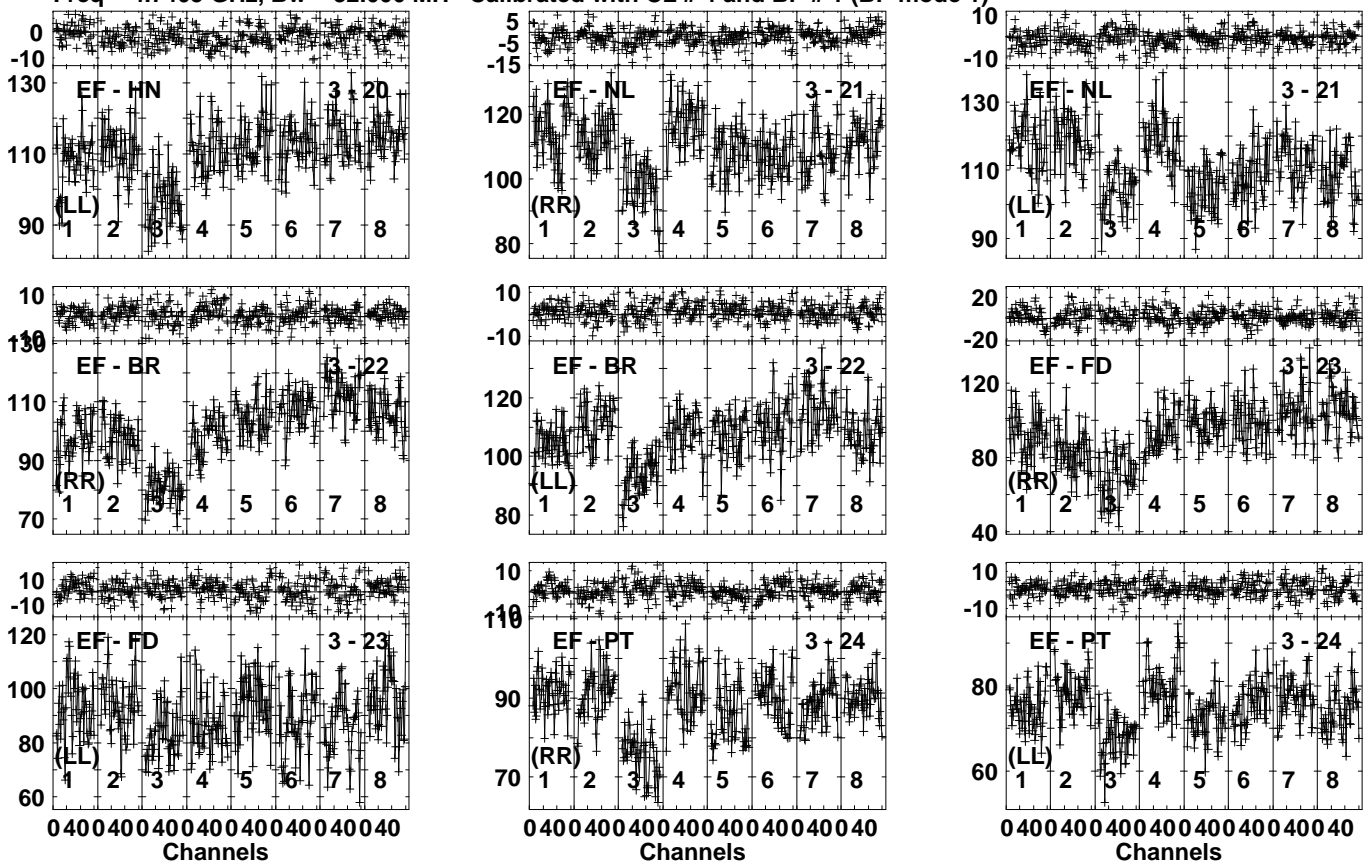 0 5 10
-10 -5 -10
-15
130 EF - HN 3 - 20 120 EF - NL 3 - 21 130 EF - NL 3 - 21
110 100 110
90 (LL) 80 (RR) 90 (LL)
1 2 3 4 5 6 7 8 1 2 3 4 5 6 7 8 1 2 3 4 5 6 7 8
10 10 20
-10 -10 -20
130 EF - BR 3 - 22 EF - BR 3 - 22 EF - FD 3 - 23
110 120 120
90 100 80
70 (RR) 80 (LL) 40 (RR)
1 2 3 4 5 6 7 8 1 2 3 4 5 6 7 8 1 2 3 4 5 6 7 8
10 10 10
-10 -10 -10
120 EF - FD 3 - 23 110 EF - PT 3 - 24 EF - PT 3 - 24
100 90 80
80 70 60
60 (LL) (RR) (LL)
1 2 3 4 5 6 7 8 1 2 3 4 5 6 7 8 1 2 3 4 5 6 7 8
0 40 0 40 0 40 0 40 0 40 0 40 0 40 0 40 0 40 0 40 0 40 0 40 0 40 0 40 0 40 0 40 0 40 0 40 0 40 0 40 0 40 0 40 0 40 0 40
Channels Channels Channels